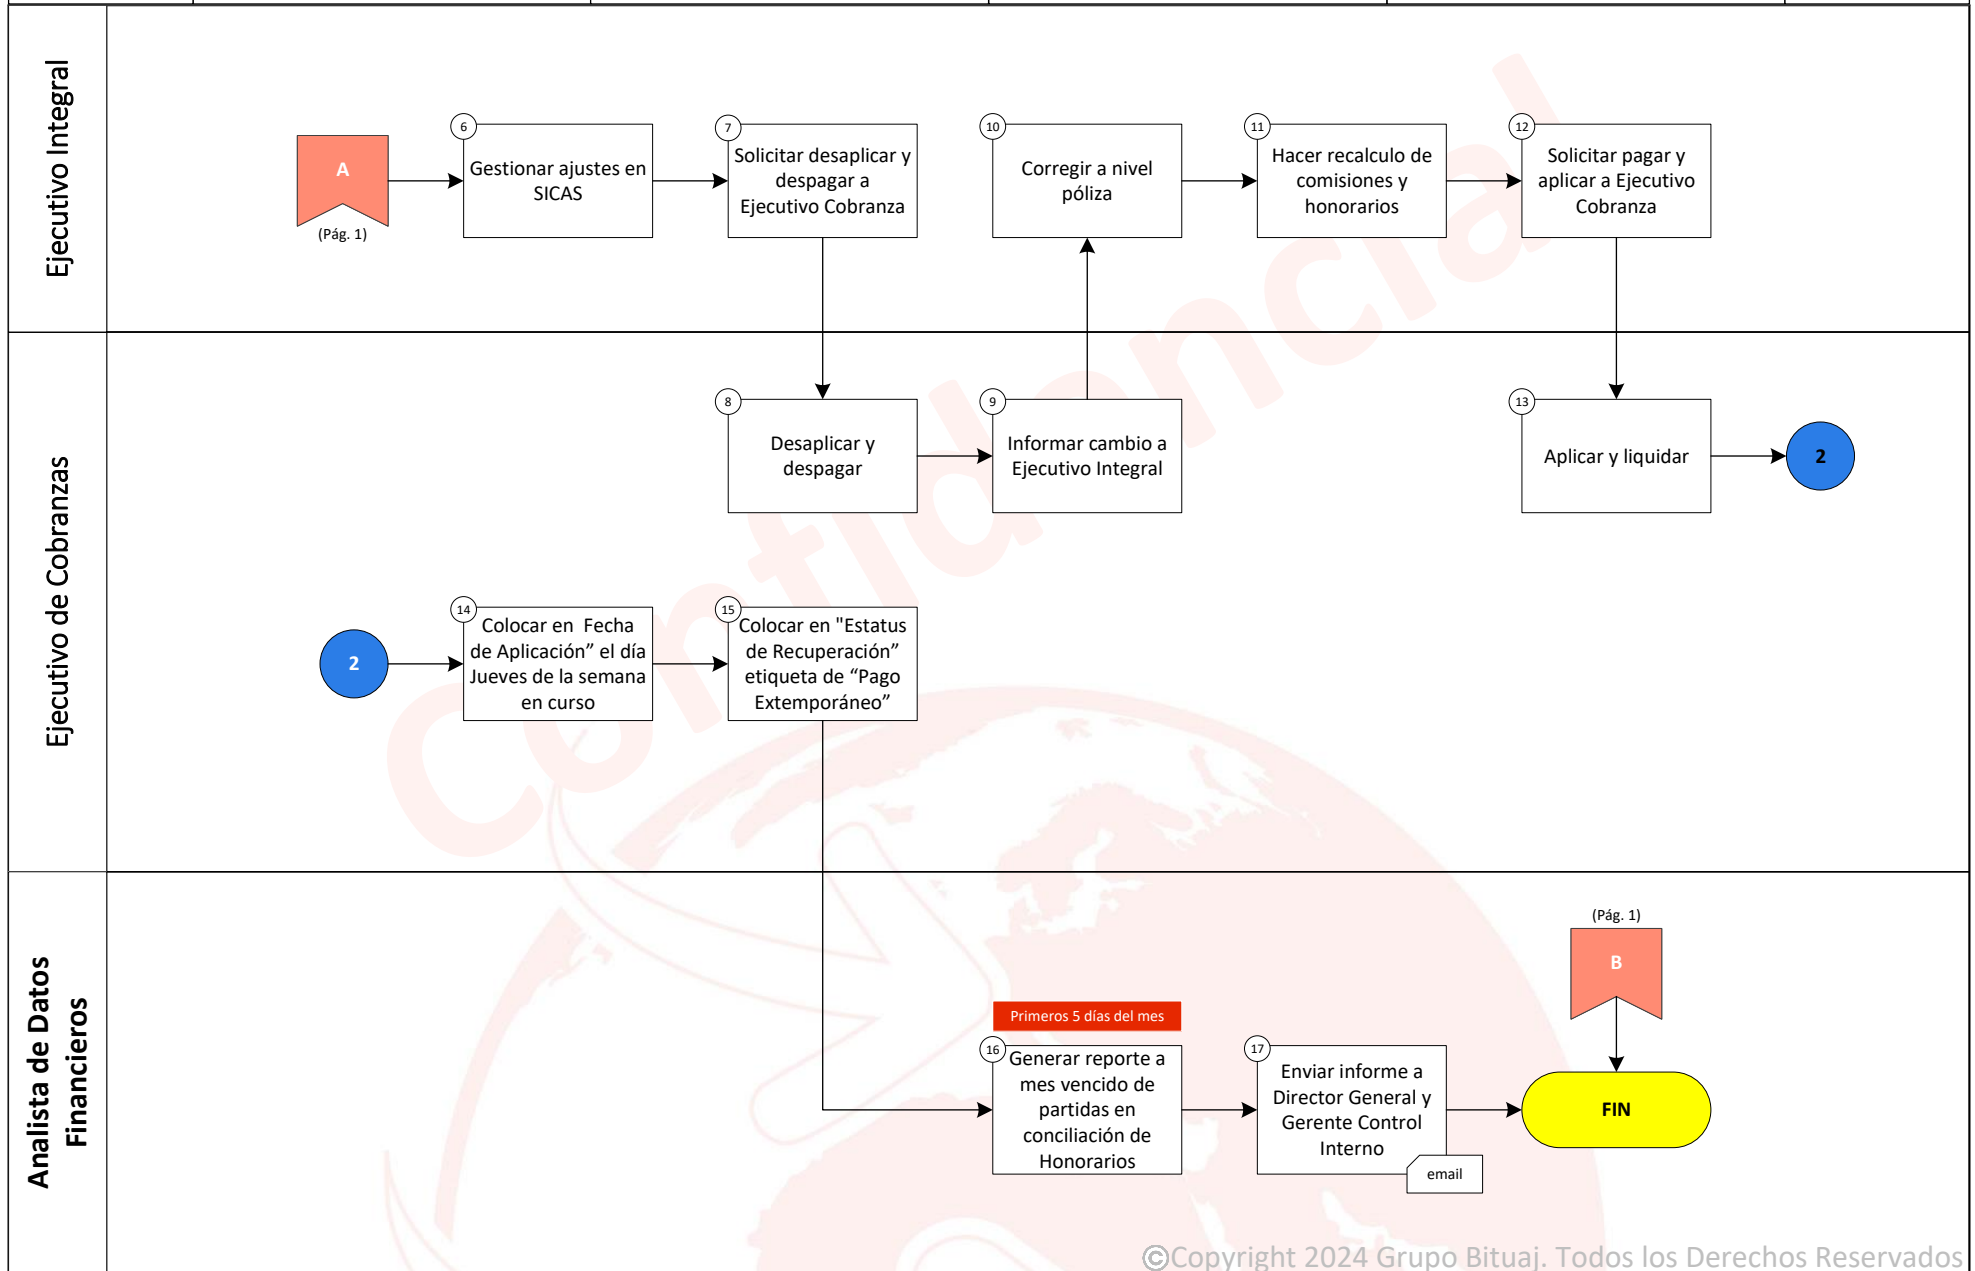 Ejecutivo Integral
A
(Pág. 1)
6
Gestionar ajustes en
SICAS
7
Solicitar desaplicar y
despagar a
Ejecutivo Cobranza
10
Corregir a nivel
póliza
11
Hacer recalculo de
comisiones y
honorarios
12
Solicitar pagar y
aplicar a Ejecutivo
Cobranza
Ejecutivo de Cobranzas
8
Desaplicar y
despagar
9
Informar cambio a
Ejecutivo Integral
13
Aplicar y liquidar
2
2
14
Colocar en  Fecha
de Aplicación” el día
Jueves de la semana
en curso
15
Colocar en "Estatus
de Recuperación”
etiqueta de “Pago
Extemporáneo”
Analista de Datos
Financieros
Primeros 5 días del mes
16
Generar reporte a
mes vencido de
partidas en
conciliación de
Honorarios
17
Enviar informe a
Director General y
Gerente Control
Interno
email
(Pág. 1)
B
FIN
Confidencial
©Copyright 2024 Grupo Bituaj. Todos los Derechos Reservados